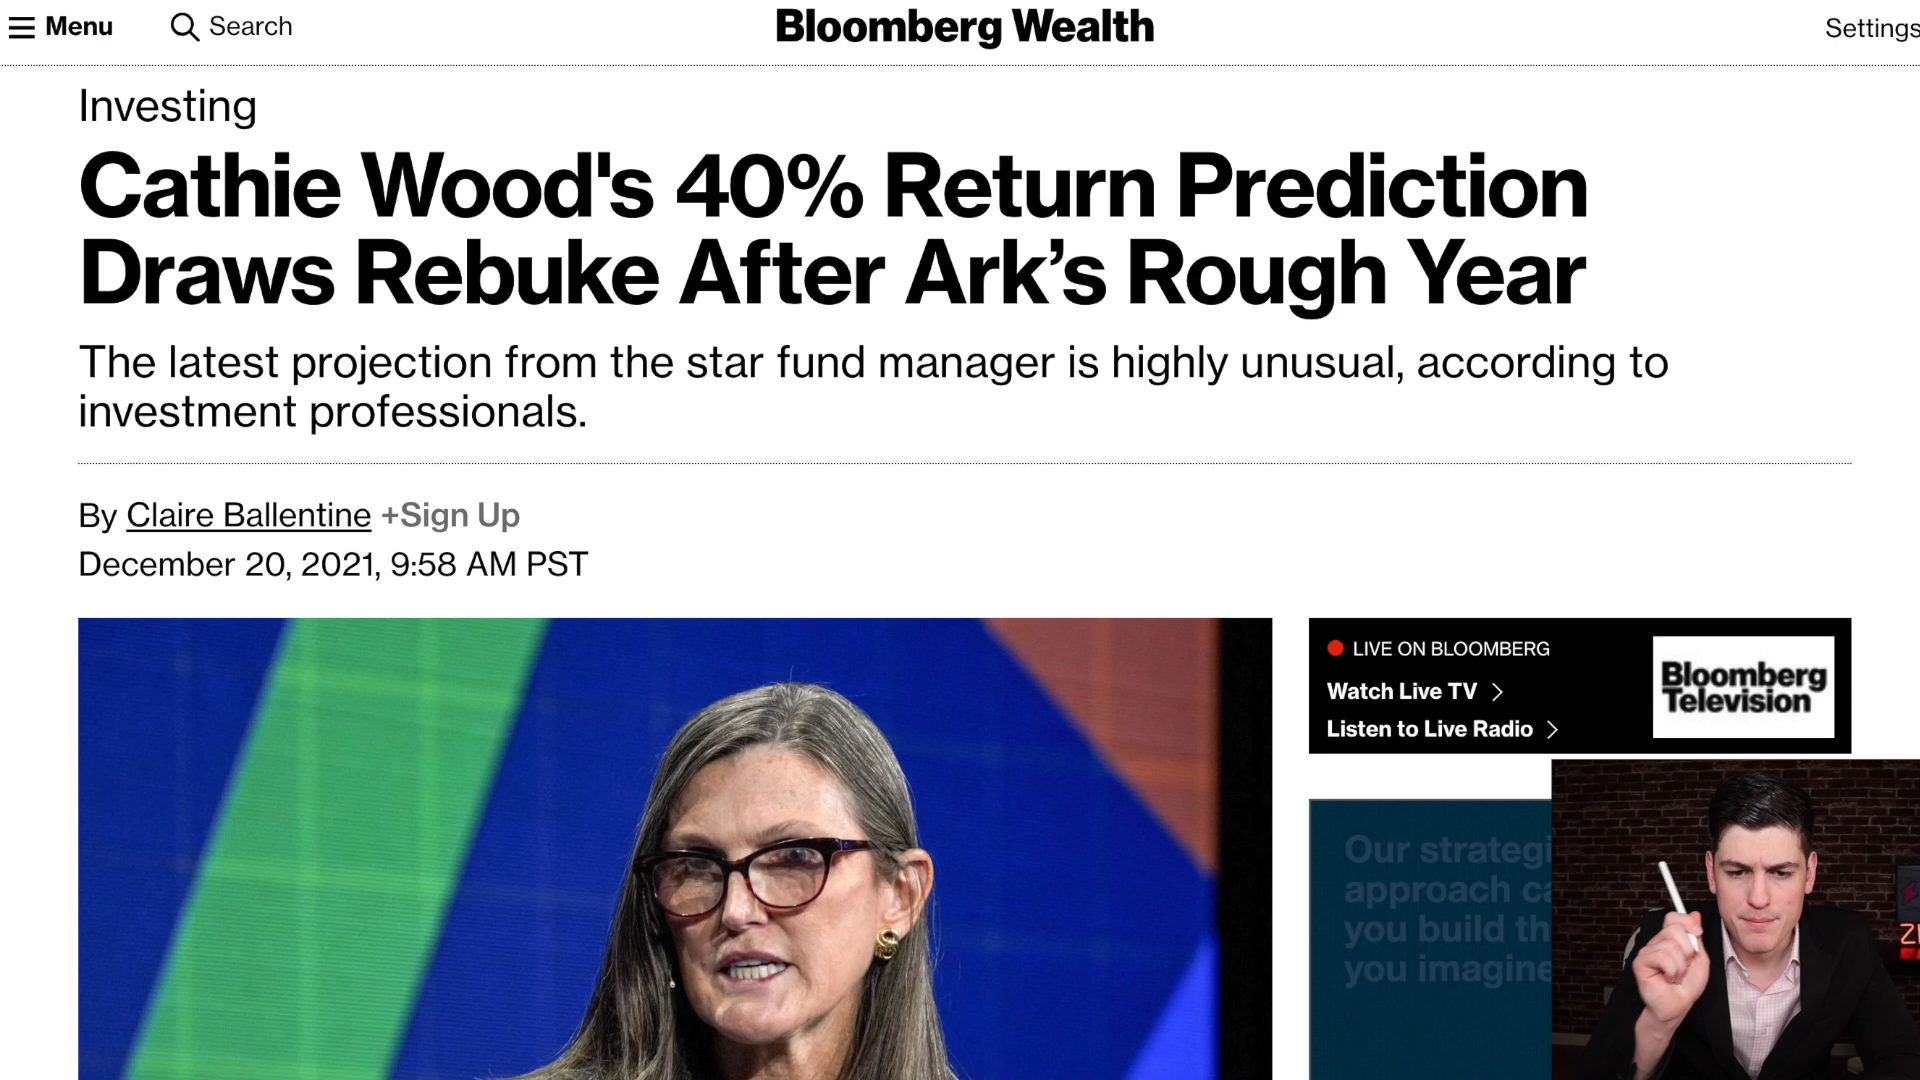 Menu
Search
Bloomberg Wealth
Settings
Investing
Cathie Wood's 40% Return Prediction
Draws Rebuke After Ark’s Rough Year
The latest projection from the star fund manager is highly unusual, according to
investment professionals.
By Claire Ballentine +Sign Up
December 20, 2021, 9:58 AM PST
LIVE ON BLOOMBERG
Watch Live TV
Listen to Live Radio
Bloomberg
Television
Our strategi
approach ca
you build th
you imagine